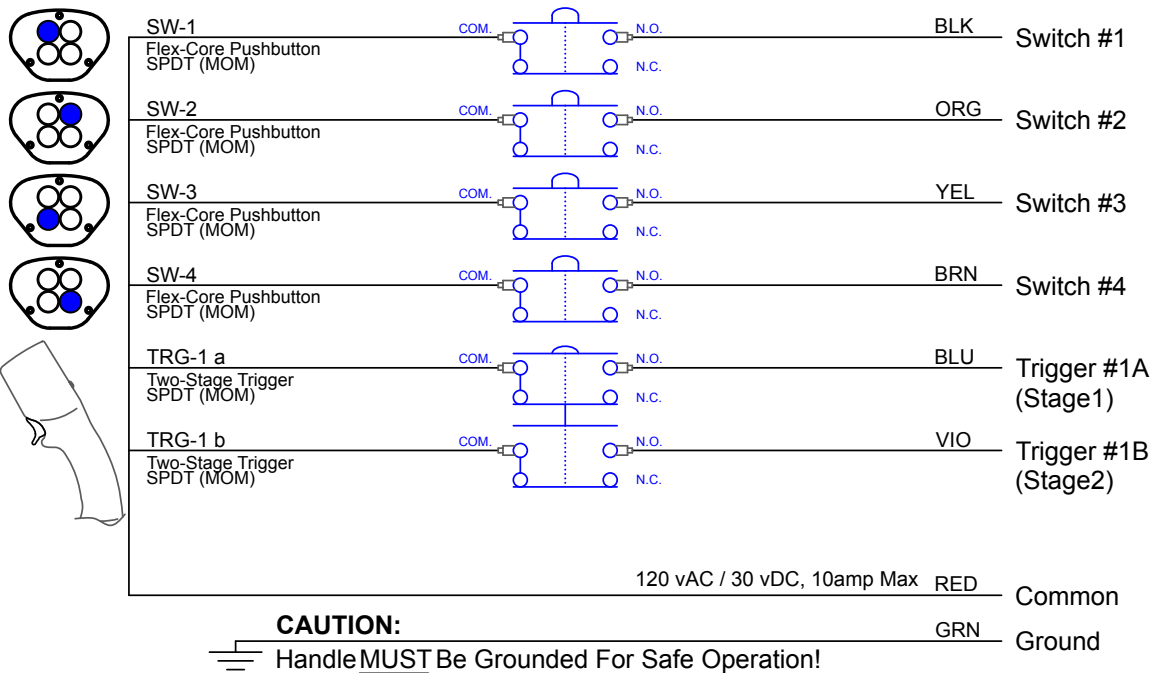 SW-1 COM. N.O. BLK Switch #1
Flex-Core Pushbutton
SPDT (MOM) N.C.
SW-2 COM. N.O. ORG Switch #2
Flex-Core Pushbutton
SPDT (MOM) N.C.
SW-3 COM. N.O. YEL Switch #3
Flex-Core Pushbutton
SPDT (MOM) N.C.
SW-4 COM. N.O. BRN Switch #4
Flex-Core Pushbutton
SPDT (MOM) N.C.
TRG-1 a COM. N.O. BLU Trigger #1A
Two-Stage Trigger (Stage1)
SPDT (MOM) N.C.
TRG-1 b COM. N.O. VIO Trigger #1B
Two-Stage Trigger (Stage2)
SPDT (MOM) N.C.
120 vAC / 30 vDC, 10amp Max RED Common
CAUTION: GRN Ground
Handle MUST Be Grounded For Safe Operation!